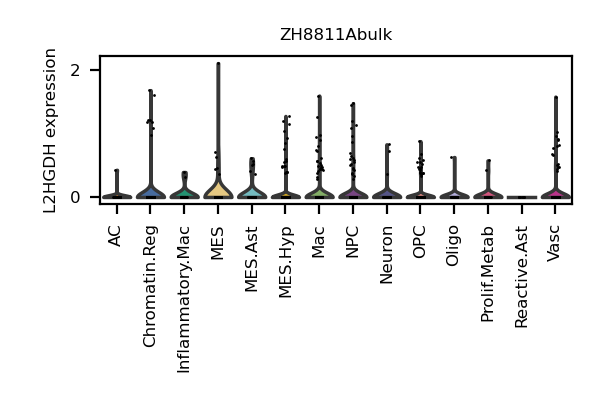 ZH8811Abulk
L2HGDH expression
2
0
AC
Chromatin.Reg
Inflammatory.Mac
MES
MES.Ast
MES.Hyp
Mac
NPC
Neuron
OPC
Oligo
Prolif.Metab
Reactive.Ast
Vasc